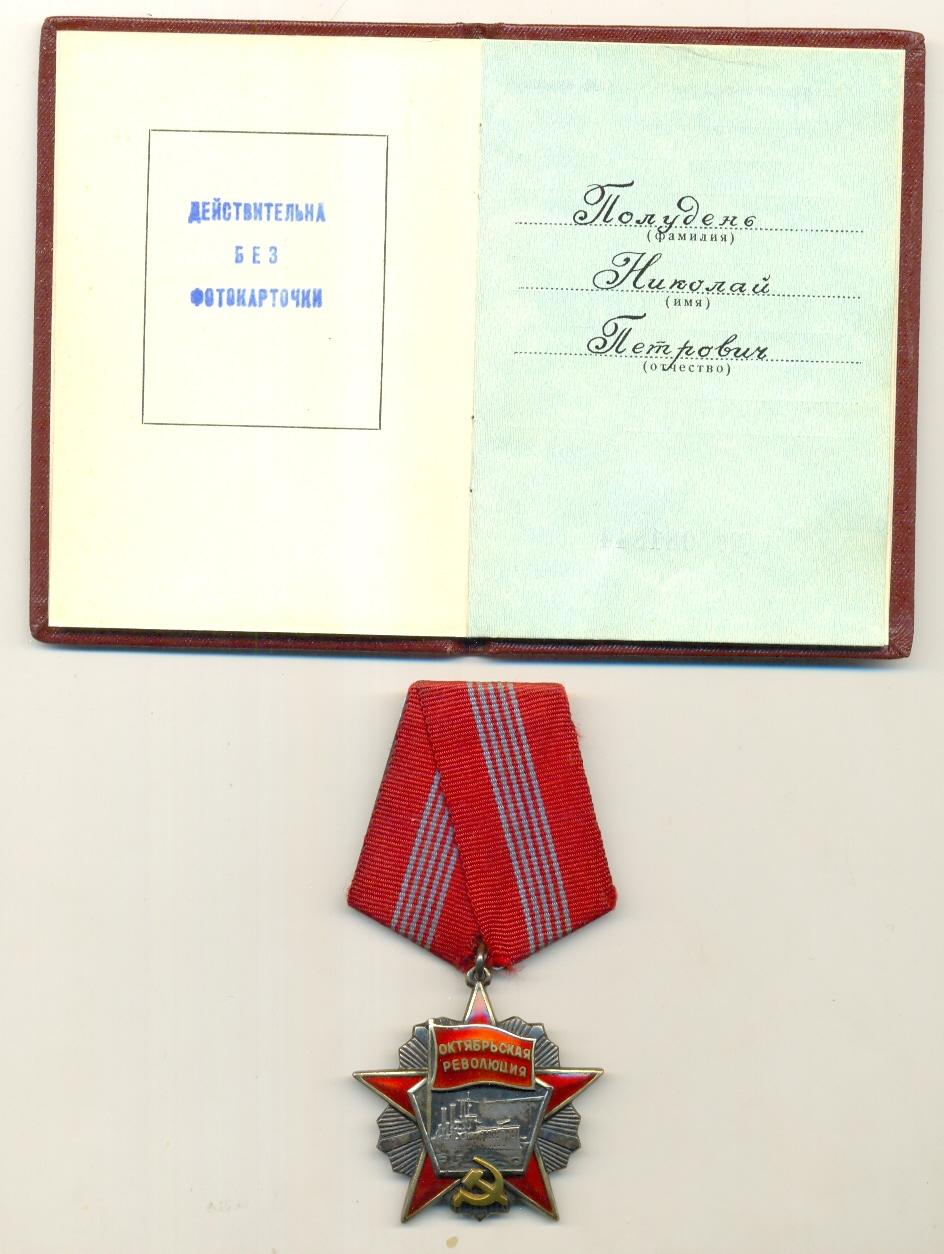 ДЕЙСТВИТЕЛЬНА
БЕЗ
ФОТОКАРТОЧКИ
Полудень
(фамилия)
Николай
(имя)
Петрович
(отчество)
ОКТЯБРЬСКАЯ
РЕВОЛЮЦИЯ